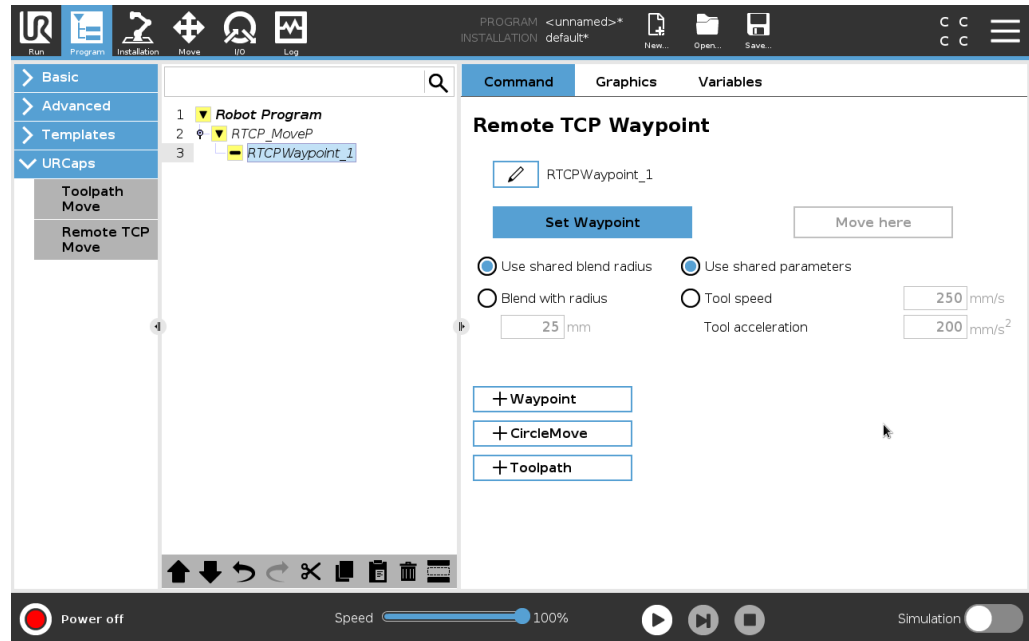 UR
PROGRAM <unnamed>*
INSTALLATION default*
C C
C C
Run
Program
Installation
Move
I/O
Log
New...
Open...
Save...
Basic
Advanced
Templates
URCaps
Toolpath
Move
Remote TCP
Move
1 Robot Program
2 RTCP_MoveP
3 RTCPWaypoint_1
Command Graphics Variables
Remote TCP Waypoint
RTCPWaypoint_1
Set Waypoint Move here
Use shared blend radius Use shared parameters
Blend with radius Tool speed 250 mm/s
25 mm Tool acceleration 200 mm/s²
+Waypoint
+CircleMove
+Toolpath
Power off Speed 100% Simulation